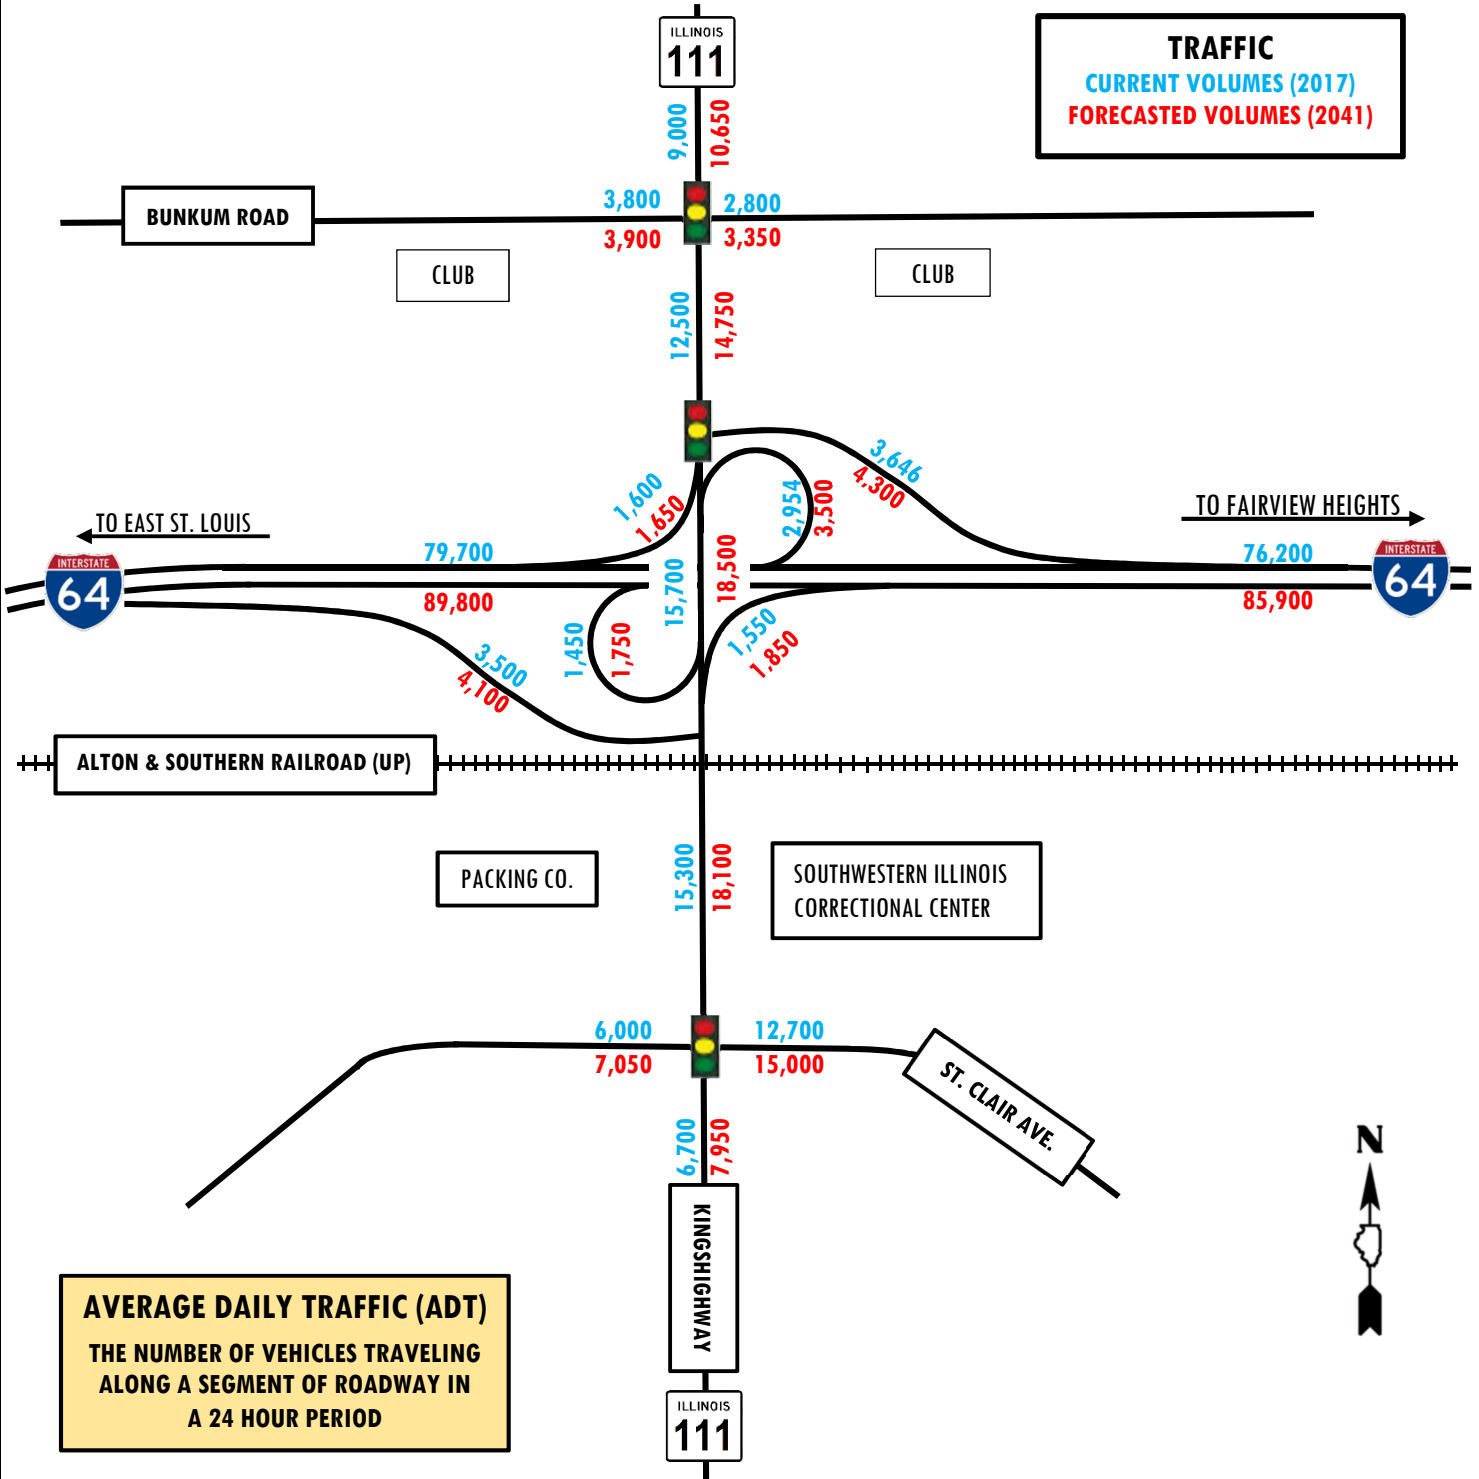 ILLINOIS
111
TRAFFIC
CURRENT VOLUMES (2017)
FORECASTED VOLUMES (2041)
9,000
10,650
BUNKUM ROAD
3,800
2,800
3,900
3,350
CLUB
CLUB
12,500
14,750
3,646
4,300
1,600
1,650
2,954
3,500
TO EAST ST. LOUIS
TO FAIRVIEW HEIGHTS
INTERSTATE
64
79,700
89,800
15,700
18,500
76,200
85,900
INTERSTATE
64
1,450
1,750
1,550
1,850
3,500
4,100
ALTON & SOUTHERN RAILROAD (UP)
PACKING CO.
15,300
18,100
SOUTHWESTERN ILLINOIS
CORRECTIONAL CENTER
6,000
12,700
7,050
15,000
ST. CLAIR AVE.
6,700
7,950
KINGSHIGHWAY
N
AVERAGE DAILY TRAFFIC (ADT)
THE NUMBER OF VEHICLES TRAVELING
ALONG A SEGMENT OF ROADWAY IN
A 24 HOUR PERIOD
ILLINOIS
111